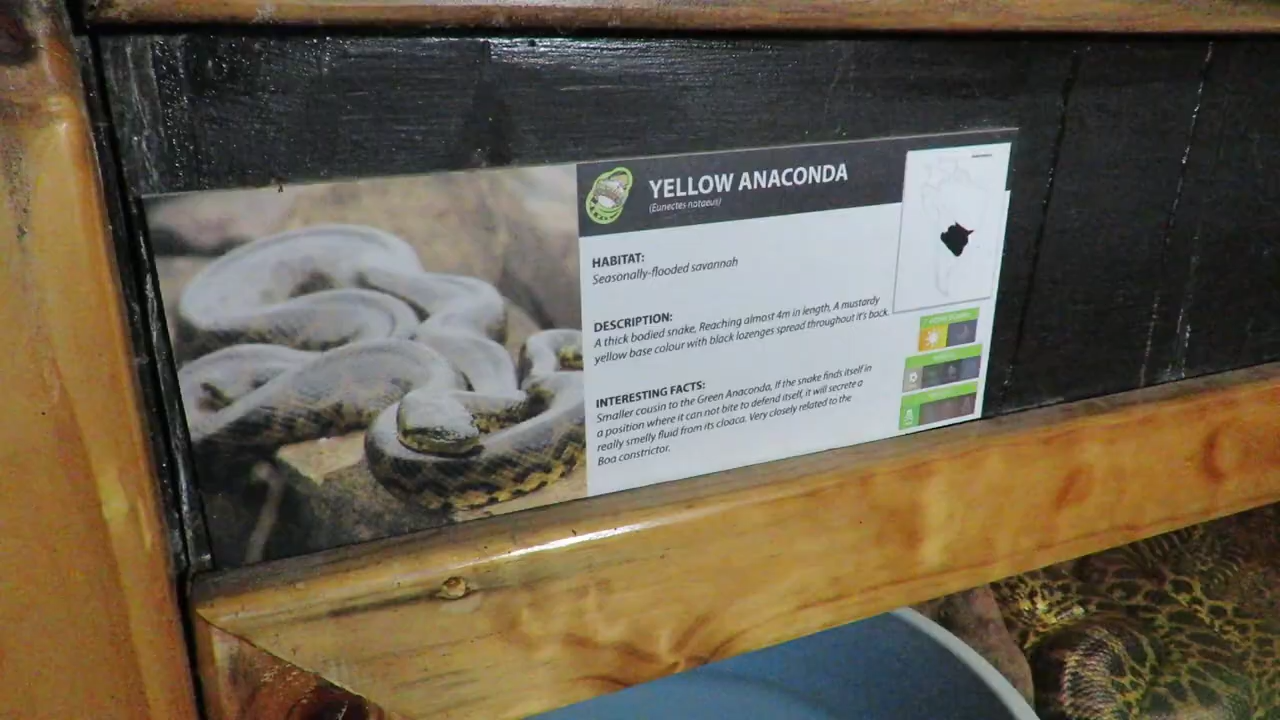 YELLOW ANACONDA
(Eunectes notaeus)
HABITAT:
Seasonally-flooded savannah
DESCRIPTION:
A thick bodied snake, Reaching almost 4m in length, A mustardy
yellow base colour with black lozenges spread throughout it's back.
INTERESTING FACTS:
Smaller cousin to the Green Anaconda, If the snake finds itself in
a position where it can not bite to defend itself, it will secrete a
really smelly fluid from its cloaca. Very closely related to the
Boa constrictor.